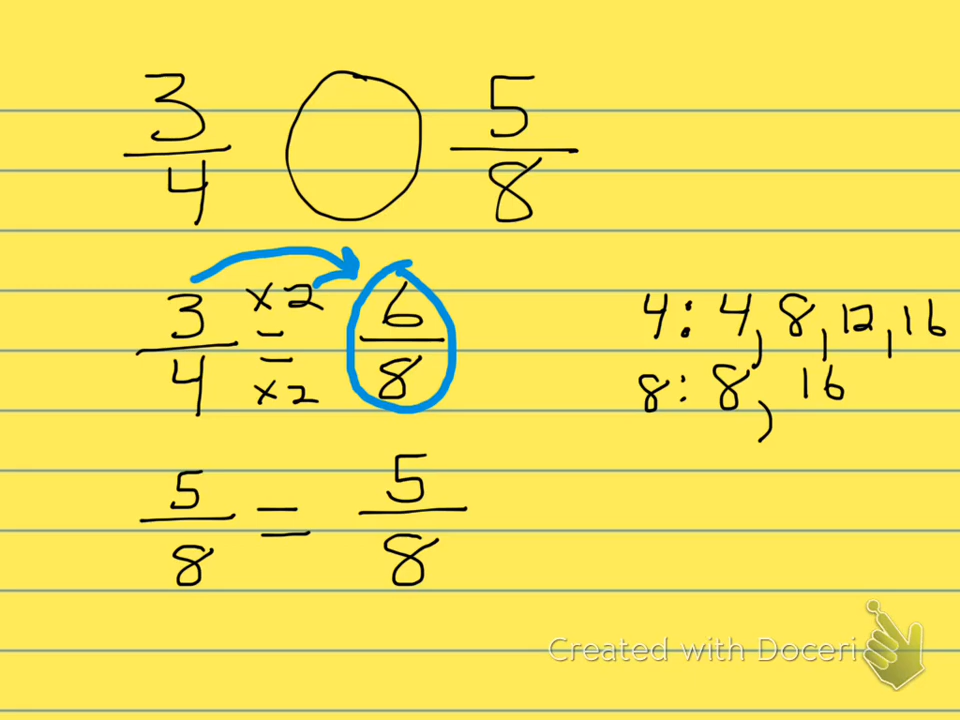 3/4 ◯ 5/8
3/4 ×2 = ×2 6/8
4: 4, 8, 12, 16
8: 8, 16
5/8 = 5/8
Created with Doceri